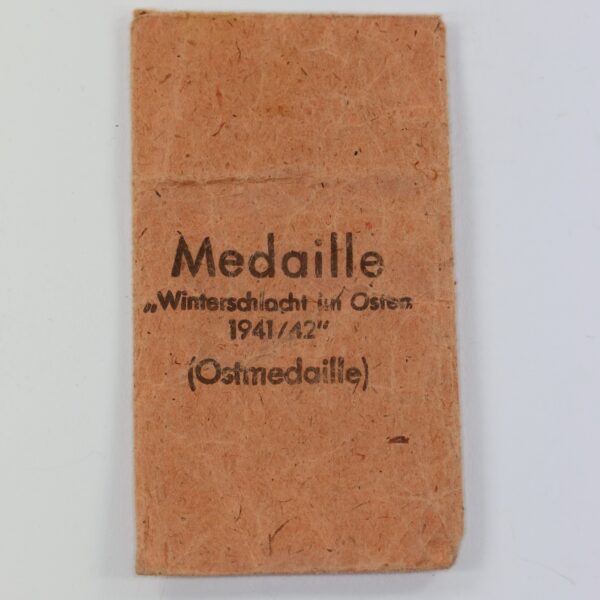 Medaille
„Winterschlacht im Osten
1941/42"
(Ostmedaille)